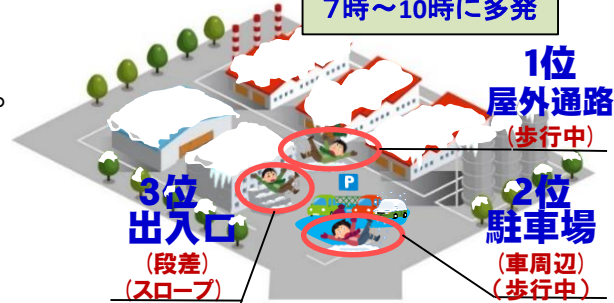 7時～10時に多発
。
1位
屋外通路
(歩行中)
P
3位
出入口
(段差)
(スロープ)
2位
駐車場
(車周辺)
(歩行中)